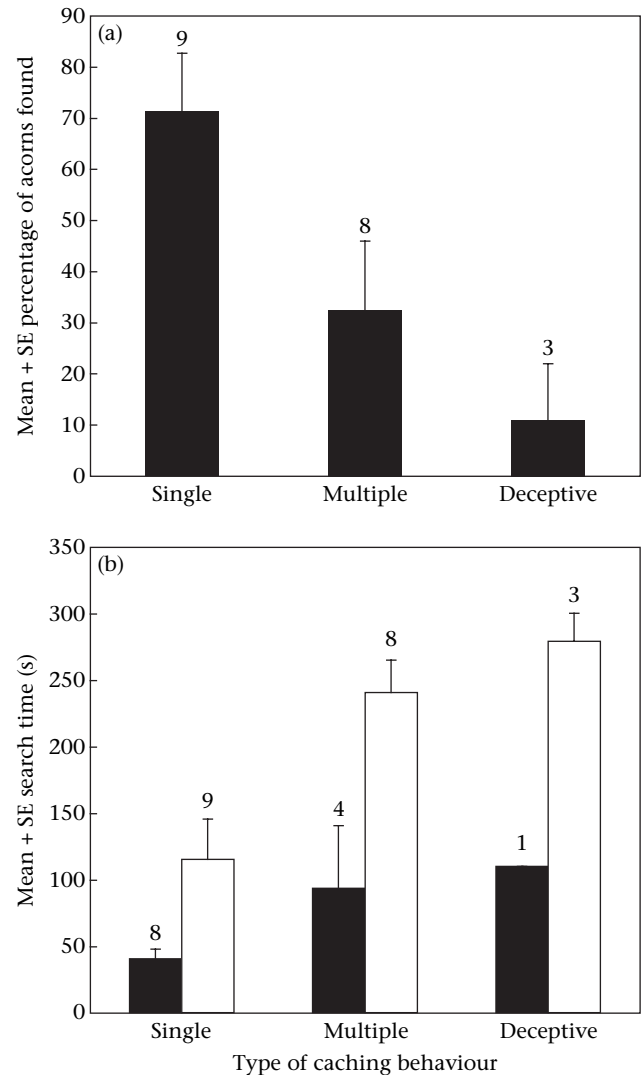 (a)
Mean + SE percentage of acorns found
90
80
70
60
50
40
30
20
10
0
9
8
3
Single Multiple Deceptive
(b)
Mean + SE search time (s)
350
300
250
200
150
100
50
0
8 9 4 8 1 3
Single Multiple Deceptive
Type of caching behaviour